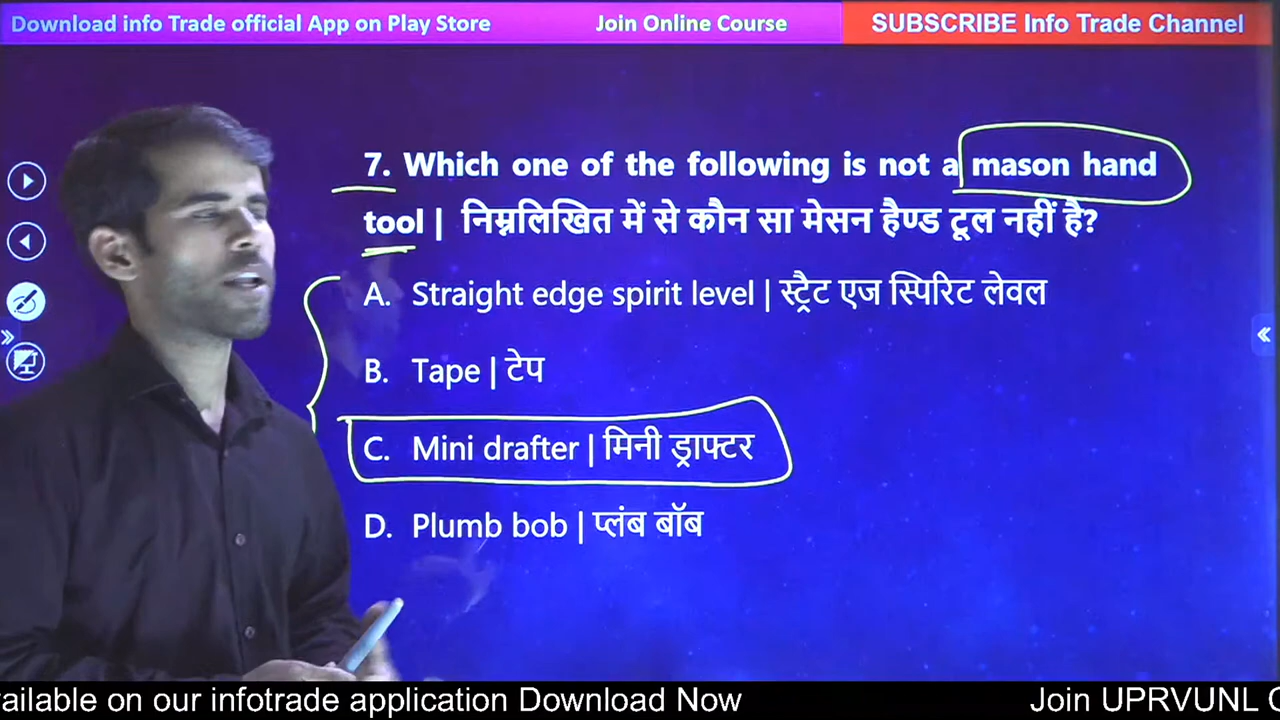 Download info Trade official App on Play Store
Join Online Course
SUBSCRIBE Info Trade Channel
7. Which one of the following is not a mason hand
tool | निम्नलिखित में से कौन सा मेसन हैण्ड टूल नहीं है?
A. Straight edge spirit level | स्ट्रैट एज स्पिरिट लेवल
B. Tape | टेप
C. Mini drafter | मिनी ड्राफ्टर
D. Plumb bob | प्लंब बॉब
on our infotrade application Download Now
Join UPRVUNL